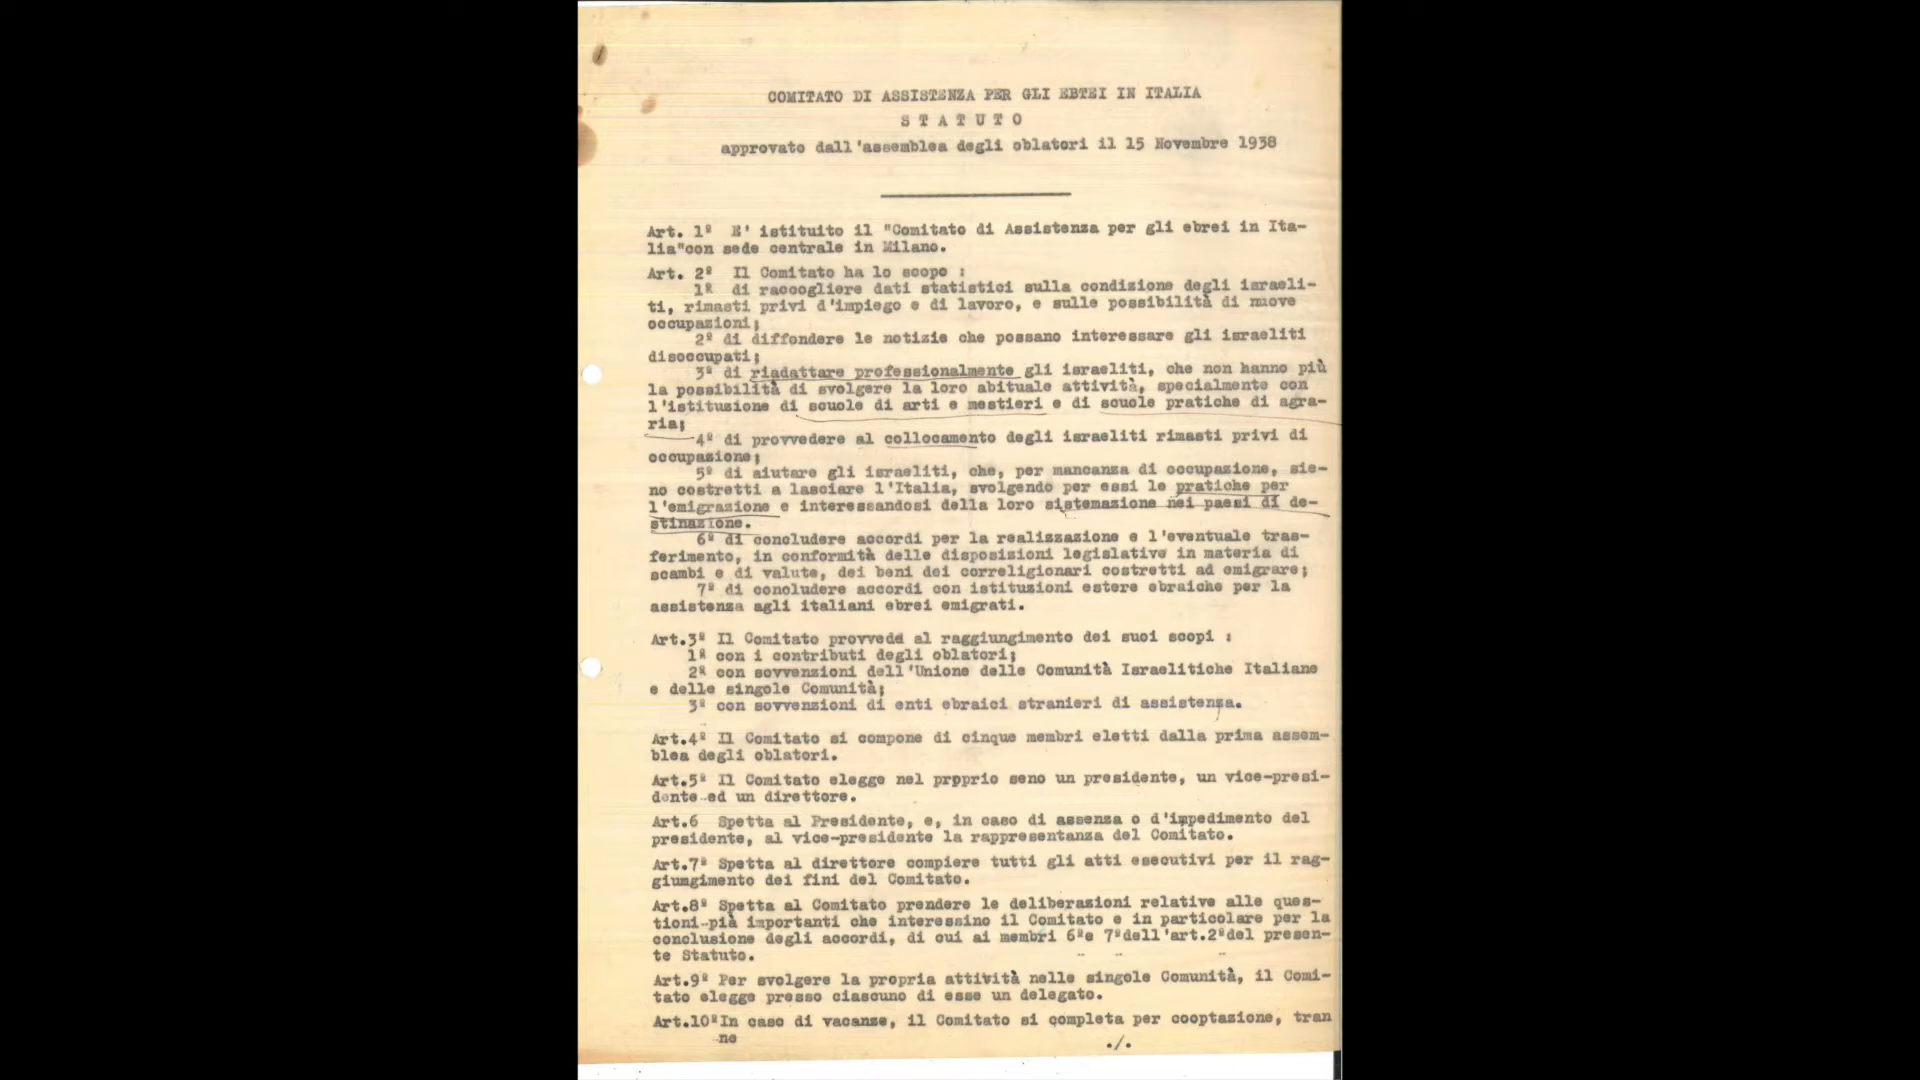 COMITATO DI ASSISTENZA PER GLI EBTEI IN ITALIA
S T A T U T O
approvato dall'assemblea degli oblatori il 15 Novembre 1938
Art. 1º E' istituito il "Comitato di Assistenza per gli ebrei in Ita-
lia"con sede centrale in Milano.
Art. 2º Il Comitato ha lo scopo :
1º di raccogliere dati statistici sulla condizione degli israeli-
ti, rimasti privi d'impiego e di lavoro, e sulle possibilità di nuove
occupazioni;
2º di diffondere le notizie che possano interessare gli israeliti
disoccupati;
3º di riadattare professionalmente gli israeliti, che non hanno più
la possibilità di svolgere la loro abituale attività, specialmente con
l'istituzione di scuole di arti e mestieri e di scuole pratiche di agra-
ria;
4º di provvedere al collocamento degli israeliti rimasti privi di
occupazione;
5º di aiutare gli israeliti, che, per mancanza di occupazione, sie-
no costretti a lasciare l'Italia, svolgendo per essi le pratiche per
l'emigrazione e interessandosi della loro sistemazione nei paesi di de-
stinazione.
6º di concludere accordi per la realizzazione e l'eventuale tras-
ferimento, in conformità delle disposizioni legislative in materia di
scambi e di valute, dei beni dei correligionari costretti ad emigrare;
7º di concludere accordi con istituzioni estere ebraiche per la
assistenza agli italiani ebrei emigrati.
Art.3º Il Comitato provvede al raggiungimento dei suoi scopi :
1º con i contributi degli oblatori;
2º con sovvenzioni dell'Unione delle Comunità Israelitiche Italiane
e delle singole Comunità;
3º con sovvenzioni di enti ebraici stranieri di assistenza.
Art.4º Il Comitato si compone di cinque membri eletti dalla prima assem-
blea degli oblatori.
Art.5º Il Comitato elegge nel prpprio seno un presidente, un vice-presi-
dente ed un direttore.
Art.6 Spetta al Presidente, e, in caso di assenza o d'impedimento del
presidente, al vice-presidente la rappresentanza del Comitato.
Art.7º Spetta al direttore compiere tutti gli atti esecutivi per il rag-
giungimento dei fini del Comitato.
Art.8º Spetta al Comitato prendere le deliberazioni relative alle ques-
tioni più importanti che interessino il Comitato e in particolare per la
conclusione degli accordi, di cui ai membri 6ºe 7ºdell'art.2ºdel presen-
te Statuto.
Art.9º Per svolgere la propria attività nelle singole Comunità, il Comi-
tato elegge presso ciascuno di esse un delegato.
Art.10ºIn caso di vacanze, il Comitato si completa per cooptazione, tran
ne
./.